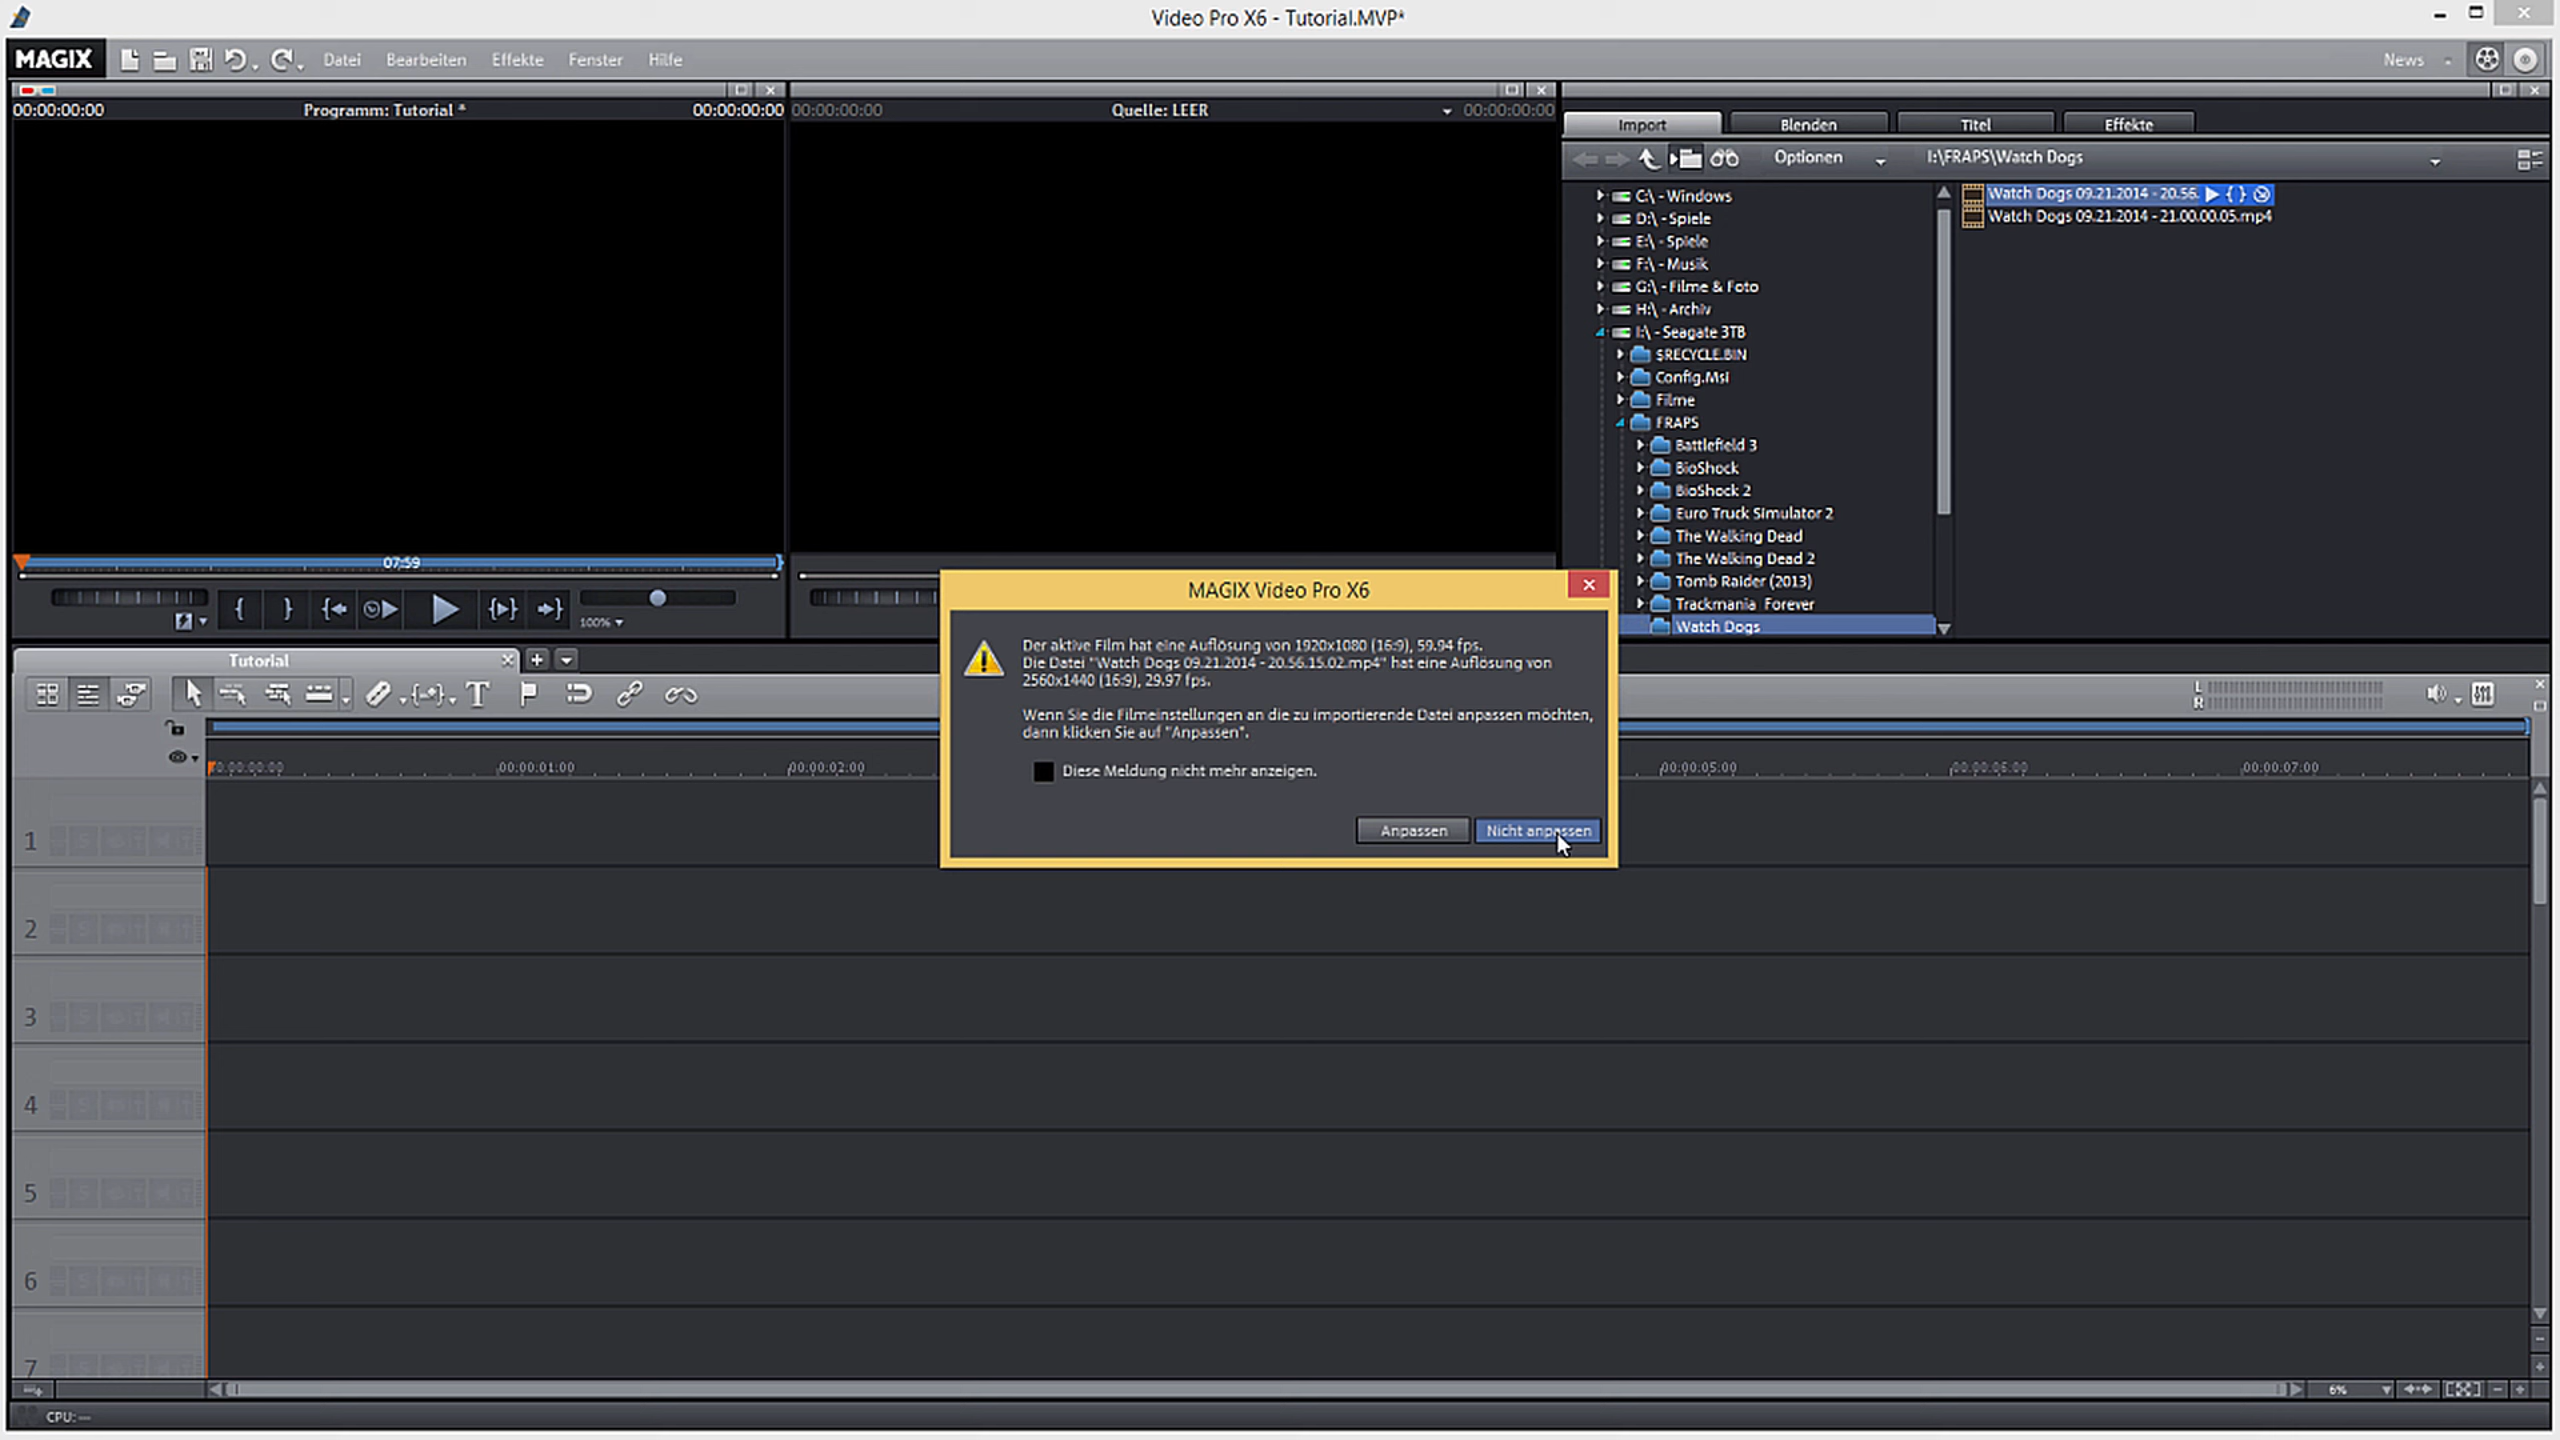 Video Pro X6 - Tutorial.MVP*
MAGIX
Datei
Bearbeiten
Effekte
Fenster
Hilfe
News
00:00:00:00
Programm: Tutorial *
00:00:00:00
00:00:00:00
Quelle: LEER
00:00:00:00
Import
Blenden
Titel
Effekte
Optionen
I:\FRAPS\Watch Dogs
C:\ - Windows
D:\ - Spiele
E:\ - Spiele
F:\ - Musik
G:\ - Filme & Foto
H:\ - Archiv
I:\ - Seagate 3TB
$RECYCLE.BIN
Config.Msi
Filme
FRAPS
Battlefield 3
BioShock
BioShock 2
Euro Truck Simulator 2
The Walking Dead
The Walking Dead 2
Tomb Raider (2013)
Trackmania Forever
Watch Dogs
Watch Dogs 09.21.2014 - 20.56.
Watch Dogs 09.21.2014 - 21.00.00.05.mp4
07:59
100%
MAGIX Video Pro X6
Der aktive Film hat eine Auflösung von 1920x1080 (16:9), 59.94 fps.
Die Datei "Watch Dogs 09.21.2014 - 20.56.15.02.mp4" hat eine Auflösung von
2560x1440 (16:9), 29.97 fps.
Wenn Sie die Filmeinstellungen an die zu importierende Datei anpassen möchten,
dann klicken Sie auf "Anpassen".
Diese Meldung nicht mehr anzeigen.
Anpassen
Nicht anpassen
Tutorial
L
R
00:00:00:00
00:00:01:00
00:00:02:00
00:00:05:00
00:00:06:00
00:00:07:00
1
2
3
4
5
6
7
6%
CPU: —